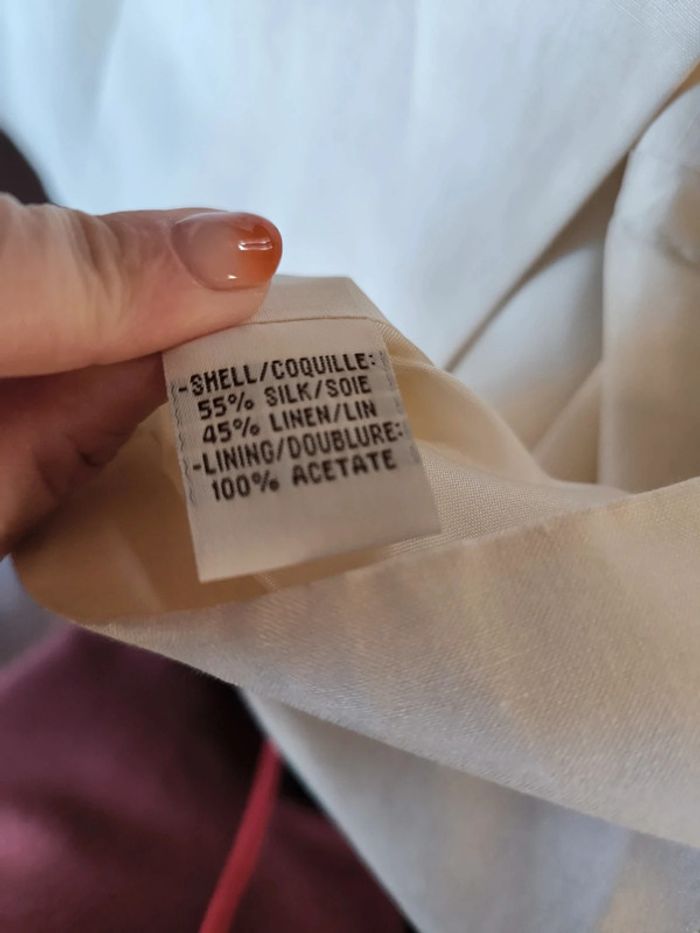 -SHELL/COQUILLE:
55% SILK/SOIE
45% LINEN/LIN
-LINING/DOUBLURE:
100% ACETATE